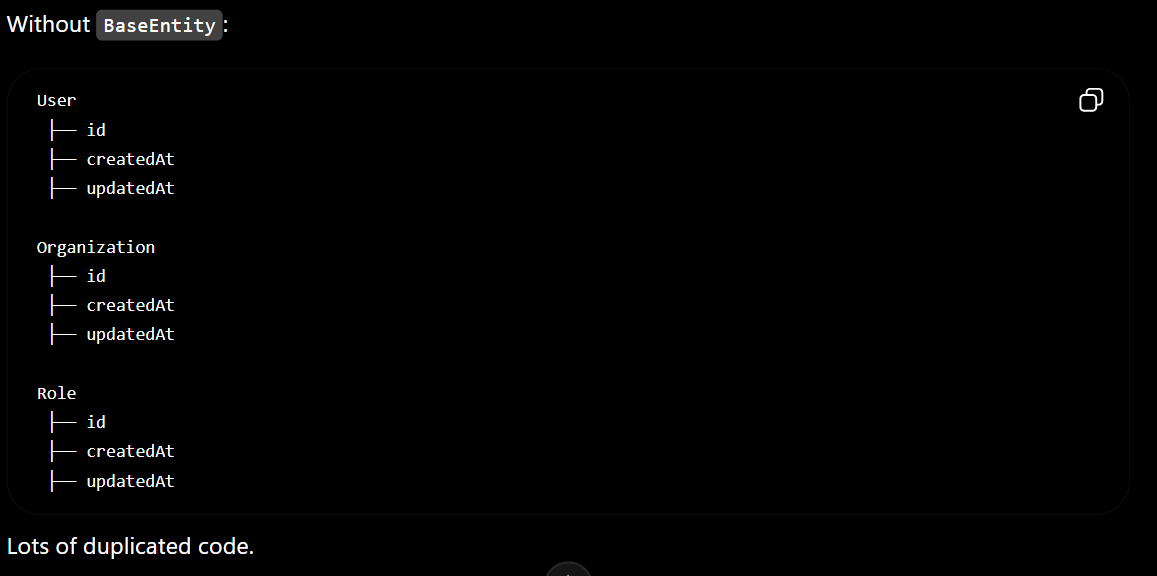 Without BaseEntity:
User
├── id
├── createdAt
├── updatedAt
Organization
├── id
├── createdAt
├── updatedAt
Role
├── id
├── createdAt
├── updatedAt
Lots of duplicated code.